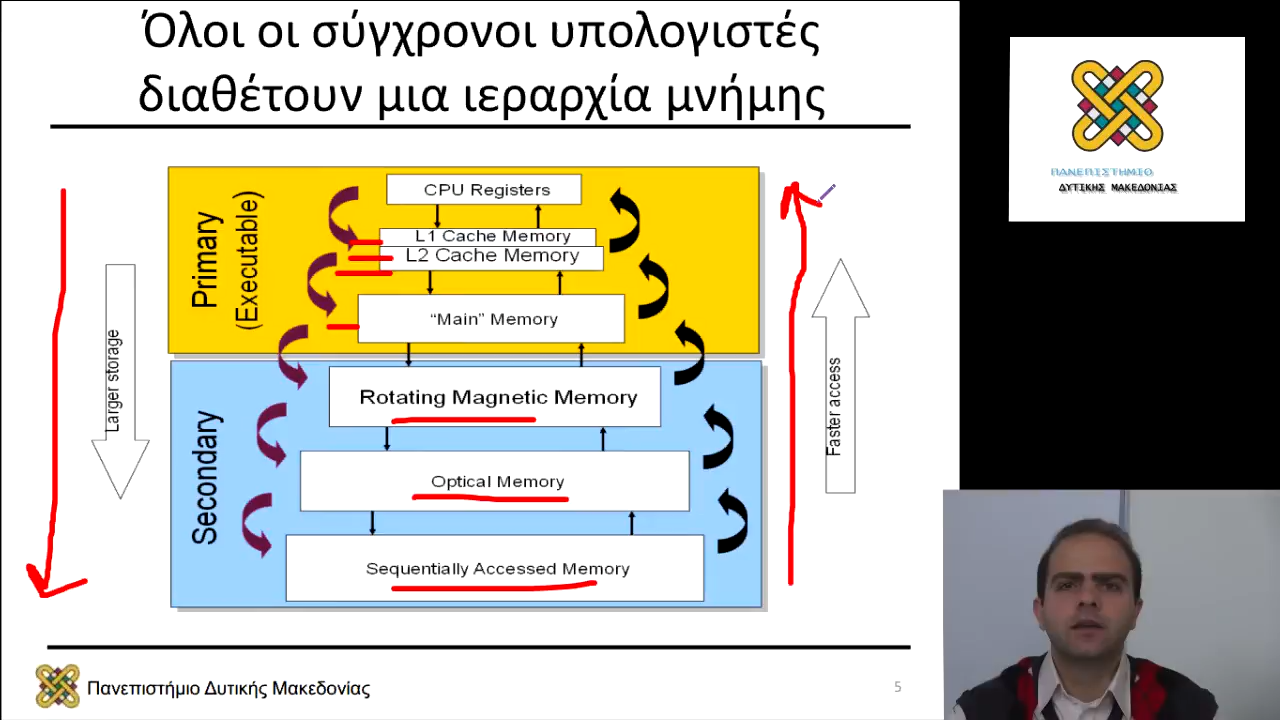 Όλοι οι σύγχρονοι υπολογιστές
διαθέτουν μια ιεραρχία μνήμης
Primary
(Executable)
CPU Registers
L1 Cache Memory
L2 Cache Memory
“Main” Memory
Larger storage
Faster access
Secondary
Rotating Magnetic Memory
Optical Memory
Sequentially Accessed Memory
Πανεπιστήμιο Δυτικής Μακεδονίας
5
ΠΑΝΕΠΙΣΤΗΜΙΟ
ΔΥΤΙΚΗΣ ΜΑΚΕΔΟΝΙΑΣ